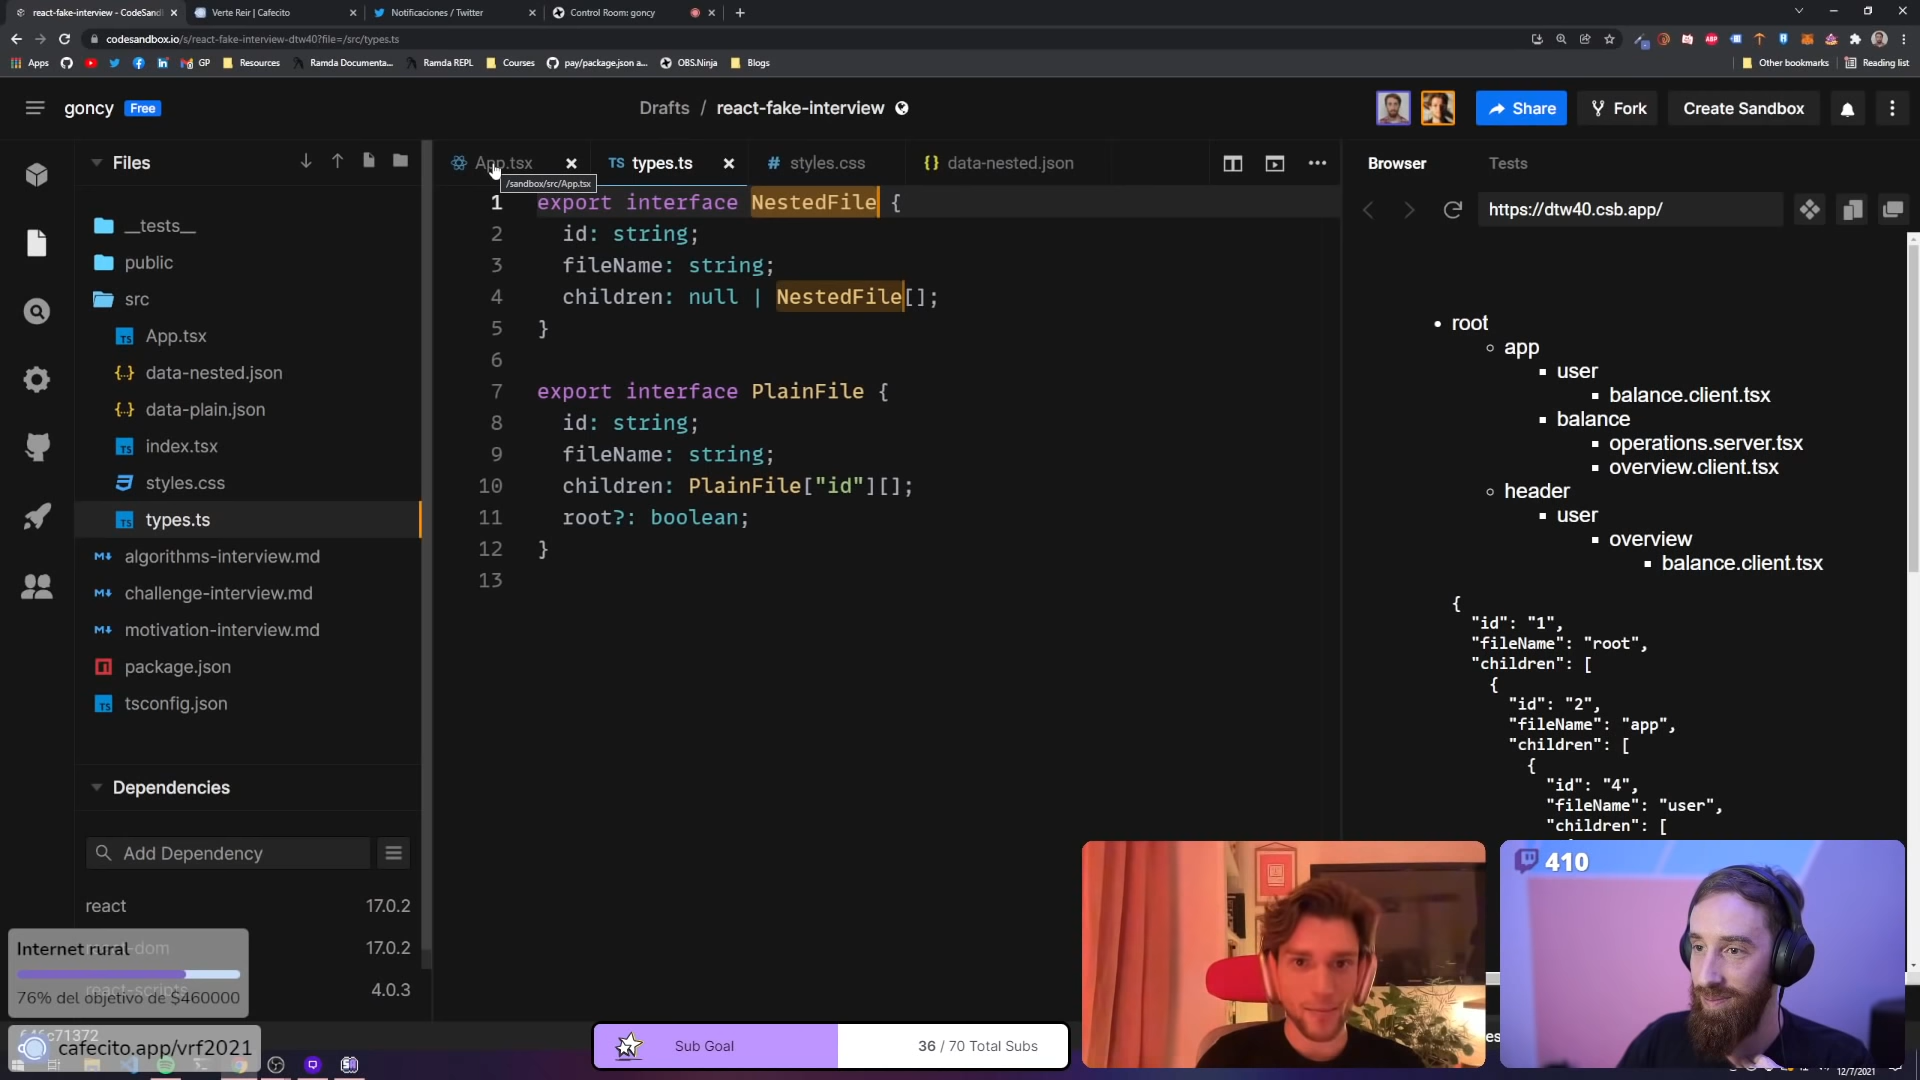 react-fake-interview - CodeSand
Verte Reir | Cafecito
Notificaciones / Twitter
Control Room: goncy
codesandbox.io/s/react-fake-interview-dtw40?file=/src/types.ts
Apps
GP
Resources
Ramda Documenta...
Ramda REPL
Courses
pay/package.json a...
OBS.Ninja
Blogs
Other bookmarks
Reading list
goncy Free
Drafts / react-fake-interview
Share
Fork
Create Sandbox
Files
App.tsx
TS types.ts
# styles.css
{} data-nested.json
Browser
Tests
/sandbox/src/App.tsx
https://dtw40.csb.app/
__tests__
public
src
App.tsx
data-nested.json
data-plain.json
index.tsx
styles.css
types.ts
algorithms-interview.md
challenge-interview.md
motivation-interview.md
package.json
tsconfig.json
Dependencies
Add Dependency
react 17.0.2
react-dom 17.0.2
react-scripts 4.0.3
1 export interface NestedFile {
2 id: string;
3 fileName: string;
4 children: null | NestedFile[];
5 }
6
7 export interface PlainFile {
8 id: string;
9 fileName: string;
10 children: PlainFile["id"][];
11 root?: boolean;
12 }
13
root
app
user
balance.client.tsx
balance
operations.server.tsx
overview.client.tsx
header
user
overview
balance.client.tsx
{
"id": "1",
"fileName": "root",
"children": [
{
"id": "2",
"fileName": "app",
"children": [
{
"id": "4",
"fileName": "user",
"children": [
Internet rural
76% del objetivo de $460000
cafecito.app/vrf2021
Sub Goal
36 / 70 Total Subs
410
12/7/2021